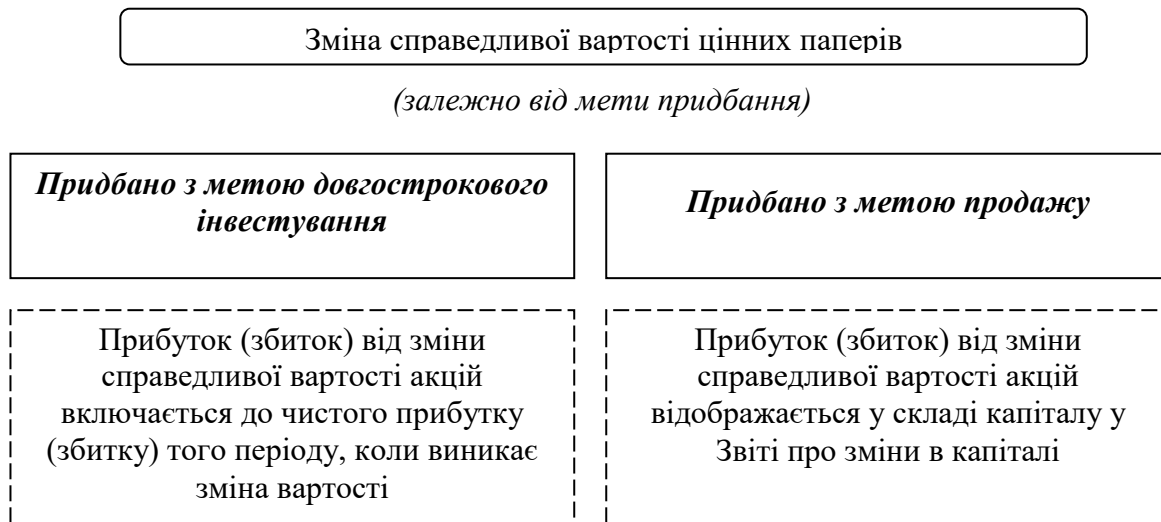 Зміна справедливої вартості цінних паперів
(залежно від мети придбання)
Придбано з метою довгострокового
інвестування
Придбано з метою продажу
Прибуток (збиток) від зміни
справедливої вартості акцій
включається до чистого прибутку
(збитку) того періоду, коли виникає
зміна вартості
Прибуток (збиток) від зміни
справедливої вартості акцій
відображається у складі капіталу у
Звіті про зміни в капіталі